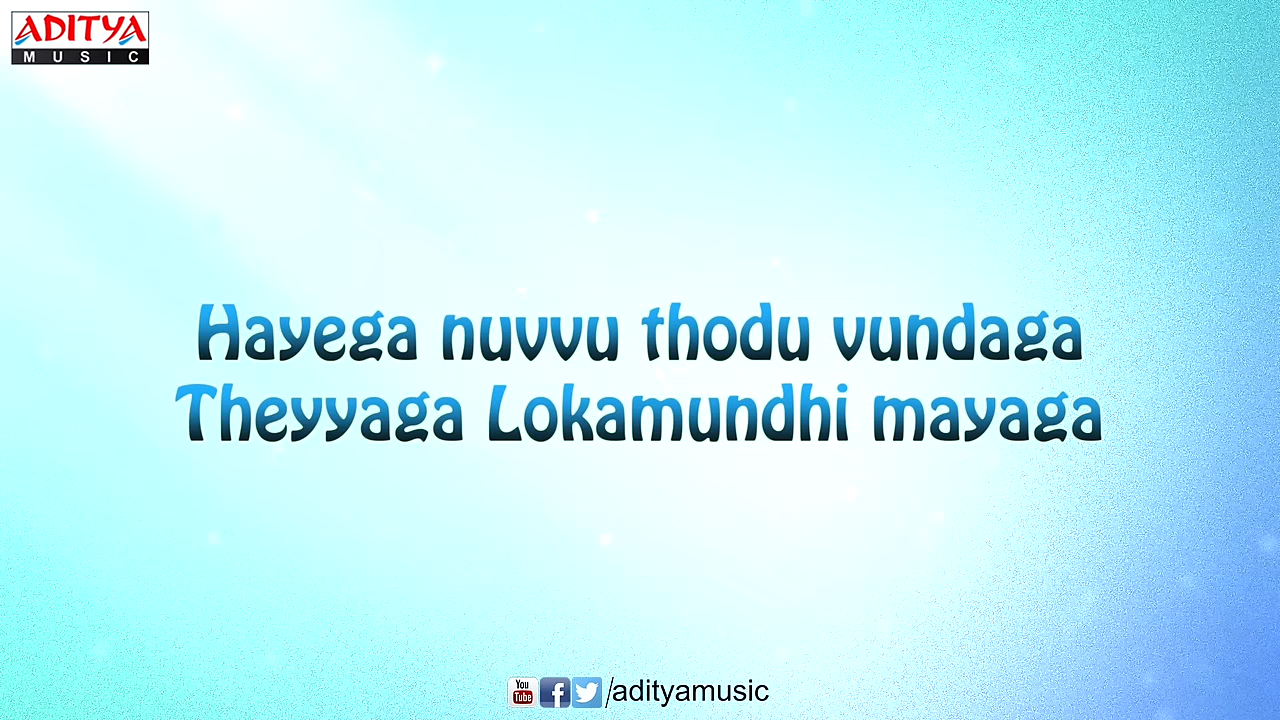 ADITYA
MUSIC
Hayega nuvvu thodu vundaga
Theyyaga Lokamundhi mayaga
You
Tube
f
/adityamusic